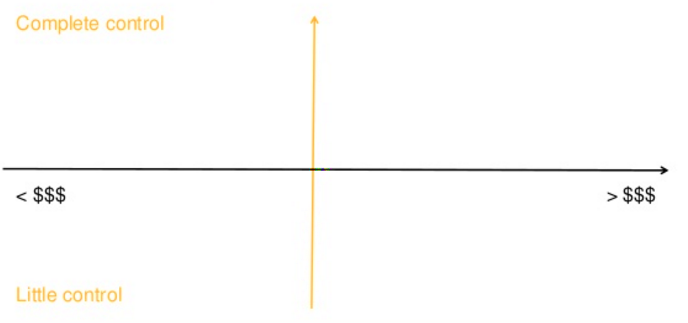 Complete control
< $$$
> $$$
Little control